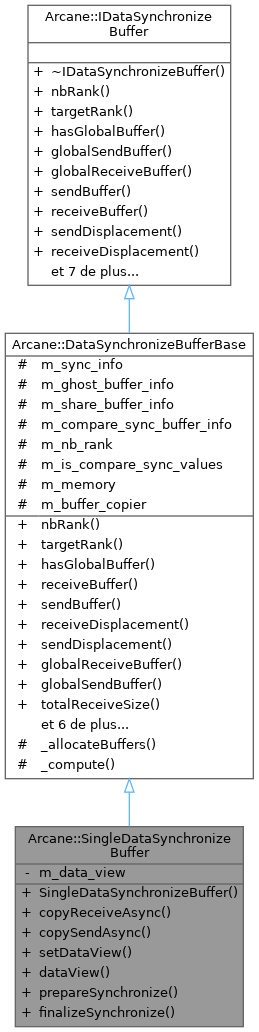 Arcane::IDataSynchronize
Buffer
+ ~IDataSynchronizeBuffer()
+ nbRank()
+ targetRank()
+ hasGlobalBuffer()
+ globalSendBuffer()
+ globalReceiveBuffer()
+ sendBuffer()
+ receiveBuffer()
+ sendDisplacement()
+ receiveDisplacement()
et 7 de plus...
Arcane::DataSynchronizeBufferBase
# m_sync_info
# m_ghost_buffer_info
# m_share_buffer_info
# m_compare_sync_buffer_info
# m_nb_rank
# m_is_compare_sync_values
# m_memory
# m_buffer_copier
+ nbRank()
+ targetRank()
+ hasGlobalBuffer()
+ receiveBuffer()
+ sendBuffer()
+ receiveDisplacement()
+ sendDisplacement()
+ globalReceiveBuffer()
+ globalSendBuffer()
+ totalReceiveSize()
et 6 de plus...
# _allocateBuffers()
# _compute()
Arcane::SingleDataSynchronize
Buffer
- m_data_view
+ SingleDataSynchronizeBuffer()
+ copyReceiveAsync()
+ copySendAsync()
+ setDataView()
+ dataView()
+ prepareSynchronize()
+ finalizeSynchronize()